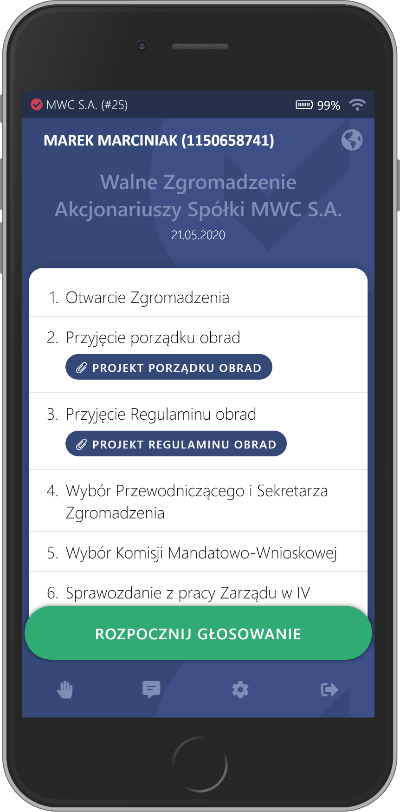 MWC S.A. (#25) 99%
MAREK MARCINIAK (1150658741)
Walne Zgromadzenie
Akcjonariuszy Spółki MWC S.A.
21.05.2020
1. Otwarcie Zgromadzenia
2. Przyjęcie porządku obrad
PROJEKT PORZĄDKU OBRAD
3. Przyjęcie Regulaminu obrad
PROJEKT REGULAMINU OBRAD
4. Wybór Przewodniczącego i Sekretarza
Zgromadzenia
5. Wybór Komisji Mandatowo-Wnioskowej
6. Sprawozdanie z pracy Zarządu w IV
ROZPOCZNIJ GŁOSOWANIE